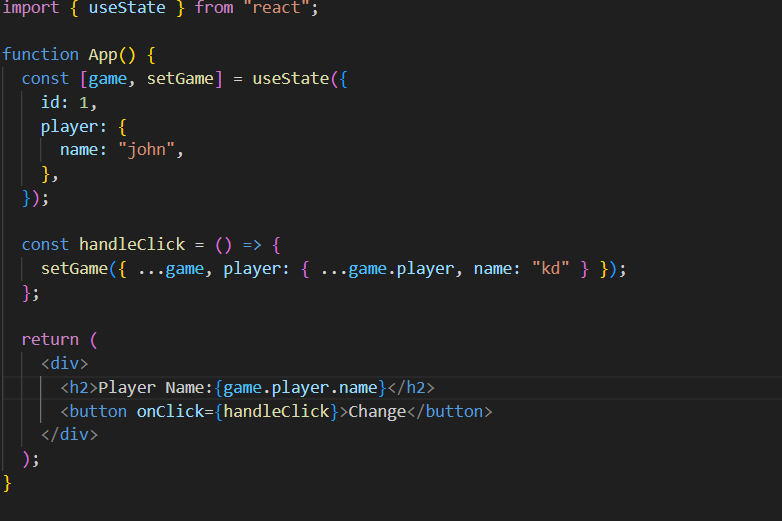 import { useState } from "react";
function App() {
const [game, setGame] = useState({
id: 1,
player: {
name: "john",
},
});
const handleClick = () => {
setGame({ ...game, player: { ...game.player, name: "kd" } });
};
return (
<div>
<h2>Player Name:{game.player.name}</h2>
<button onClick={handleClick}>Change</button>
</div>
);
}